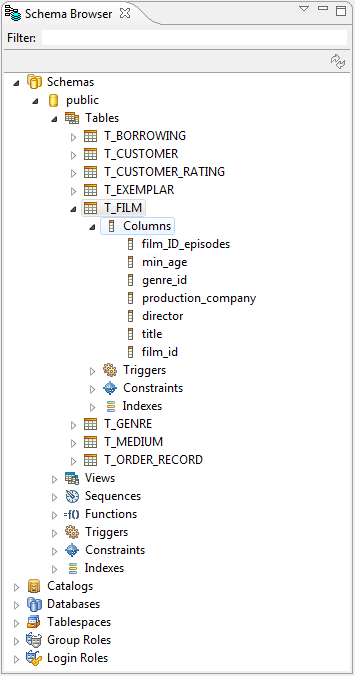 Schema Browser
Filter:
Schemas
public
Tables
T_BORROWING
T_CUSTOMER
T_CUSTOMER_RATING
T_EXEMPLAR
T_FILM
Columns
film_ID_episodes
min_age
genre_id
production_company
director
title
film_id
Triggers
Constraints
Indexes
T_GENRE
T_MEDIUM
T_ORDER_RECORD
Views
Sequences
=f() Functions
Triggers
Constraints
Indexes
Catalogs
Databases
Tablespaces
Group Roles
Login Roles